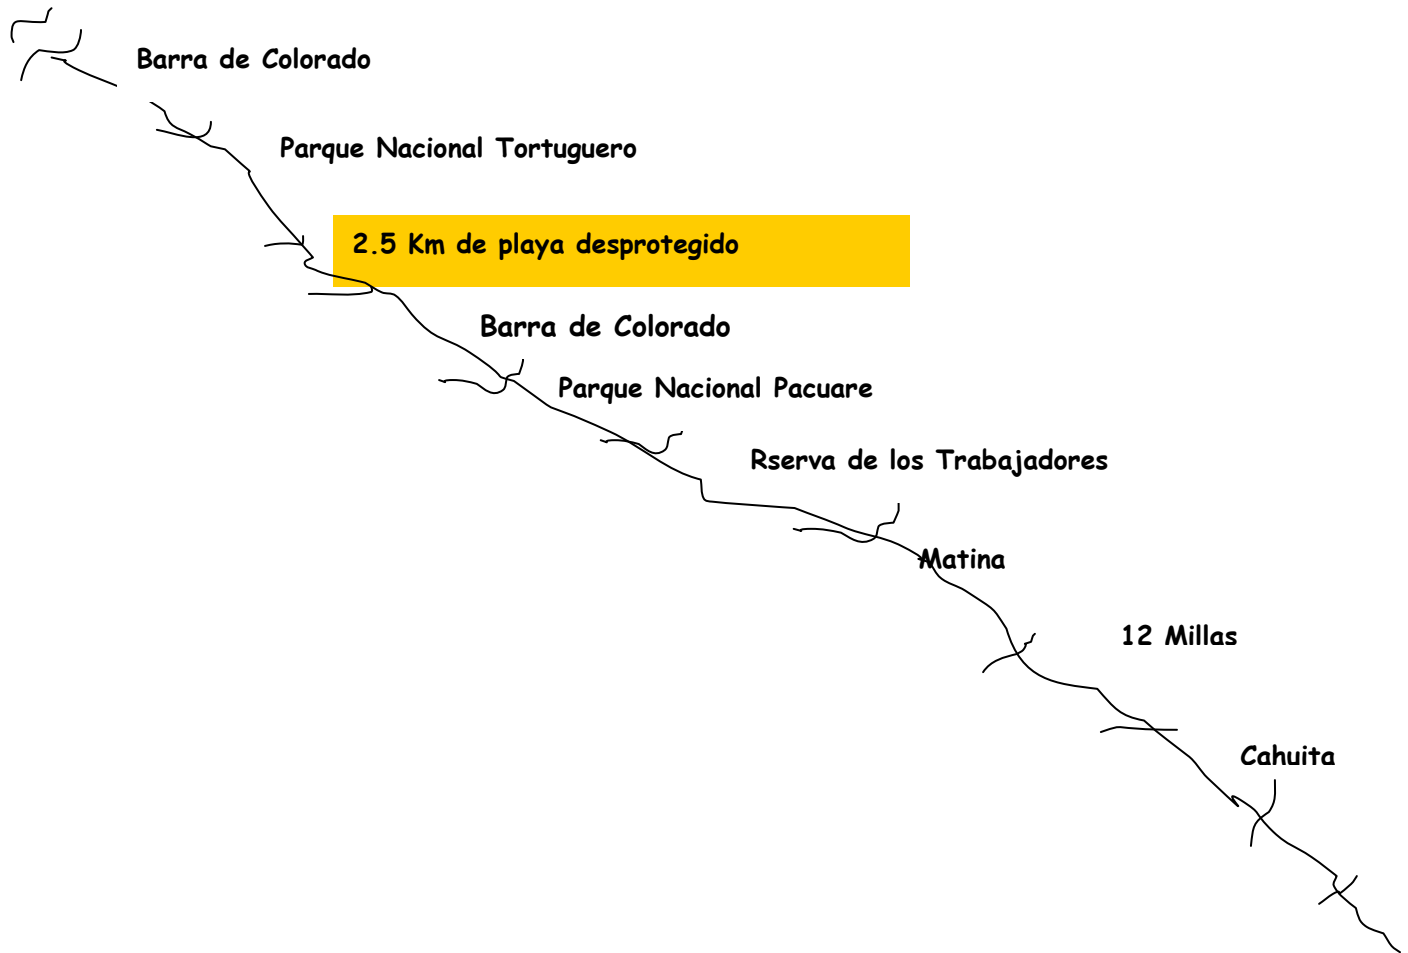 Barra de Colorado
Parque Nacional Tortuguero
2.5 Km de playa desprotegido
Barra de Colorado
Parque Nacional Pacuare
Rserva de los Trabajadores
Matina
12 Millas
Cahuita